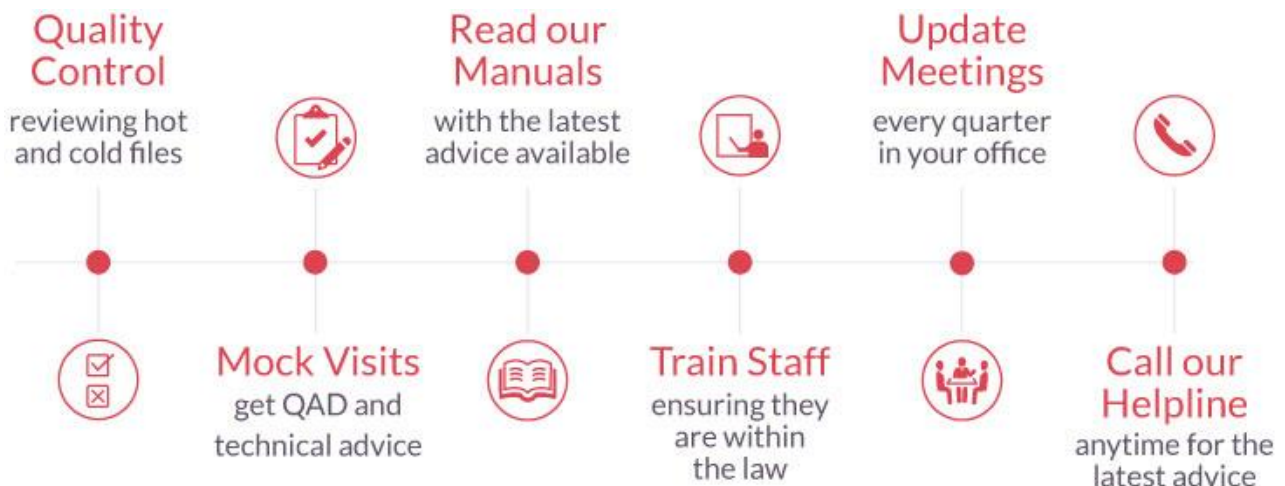 Quality
Control
reviewing hot
and cold files
Mock Visits
get QAD and
technical advice
Read our
Manuals
with the latest
advice available
Train Staff
ensuring they
are within
the law
Update
Meetings
every quarter
in your office
Call our
Helpline
anytime for the
latest advice